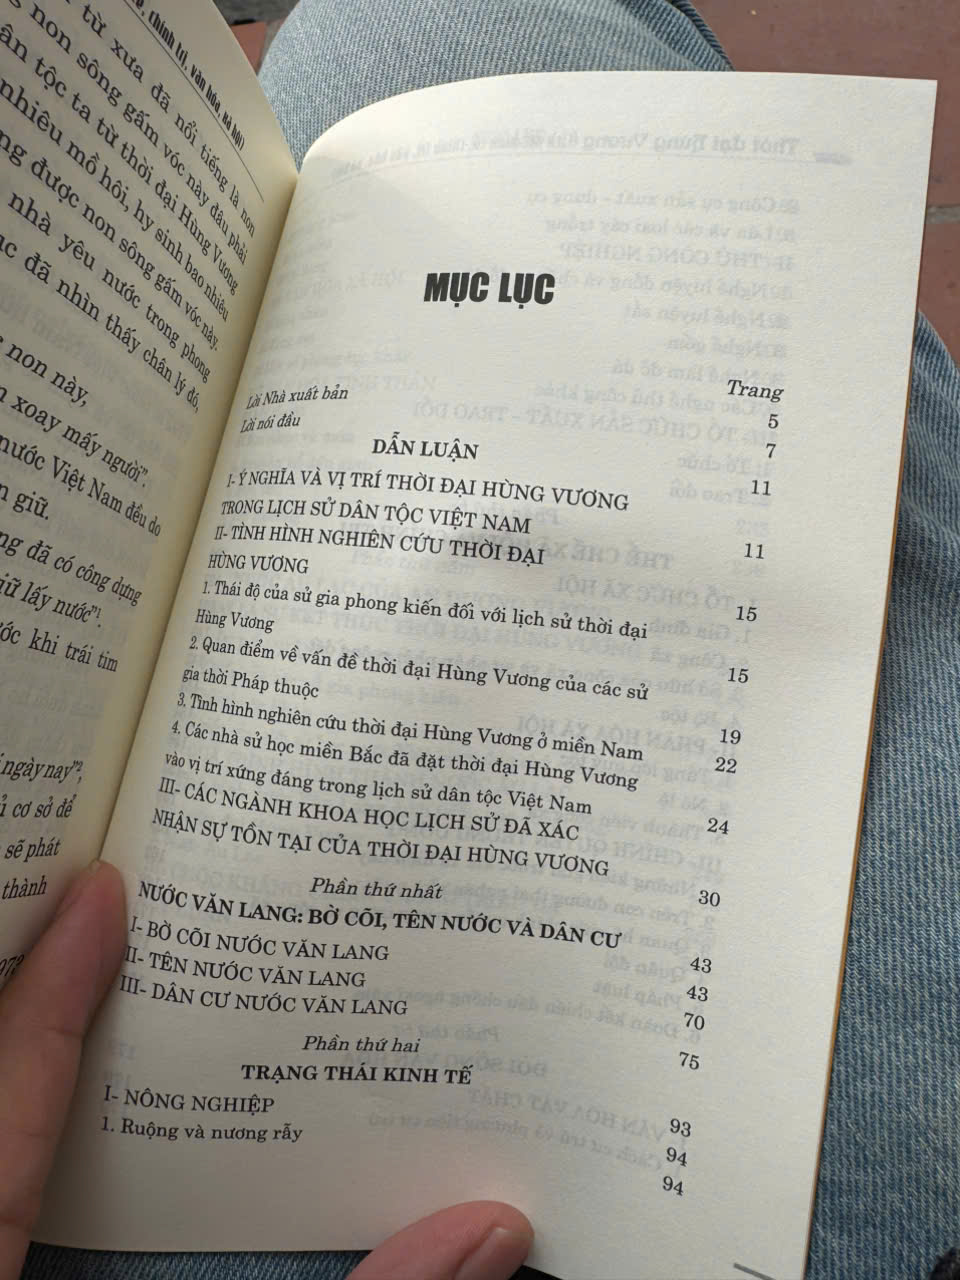 , chính trị, văn hóa, xã hội)
từ xưa đã nổi tiếng là non
non sông gấm vóc này đâu phải
ân tộc ta từ thời đại Hùng Vương
nhiêu mồ hôi, hy sinh bao nhiêu
được non sông gấm vóc này.
nhà yêu nước trong phong
đã nhìn thấy chân lý đó,
non này,
xoay mấy người".
nước Việt Nam đều do
giữ.
đã có công dựng
giữ lấy nước"1.
khi trái tim
ngày nay"2,
cơ sở để
sẽ phát
thành
MỤC LỤC
Trang
Lời Nhà xuất bản 5
Lời nói đầu 7
DẪN LUẬN 11
I- Ý NGHĨA VÀ VỊ TRÍ THỜI ĐẠI HÙNG VƯƠNG
TRONG LỊCH SỬ DÂN TỘC VIỆT NAM 11
II- TÌNH HÌNH NGHIÊN CỨU THỜI ĐẠI
HÙNG VƯƠNG 15
1. Thái độ của sử gia phong kiến đối với lịch sử thời đại
Hùng Vương 15
2. Quan điểm về vấn đề thời đại Hùng Vương của các sử
gia thời Pháp thuộc 19
3. Tình hình nghiên cứu thời đại Hùng Vương ở miền Nam 22
4. Các nhà sử học miền Bắc đã đặt thời đại Hùng Vương
vào vị trí xứng đáng trong lịch sử dân tộc Việt Nam 24
III- CÁC NGÀNH KHOA HỌC LỊCH SỬ ĐÃ XÁC
NHẬN SỰ TỒN TẠI CỦA THỜI ĐẠI HÙNG VƯƠNG 30
Phần thứ nhất
NƯỚC VĂN LANG: BỜ CÕI, TÊN NƯỚC VÀ DÂN CƯ 43
I- BỜ CÕI NƯỚC VĂN LANG 43
II- TÊN NƯỚC VĂN LANG 70
III- DÂN CƯ NƯỚC VĂN LANG 75
Phần thứ hai
TRẠNG THÁI KINH TẾ 93
I- NÔNG NGHIỆP 94
1. Ruộng và nương rẫy 94